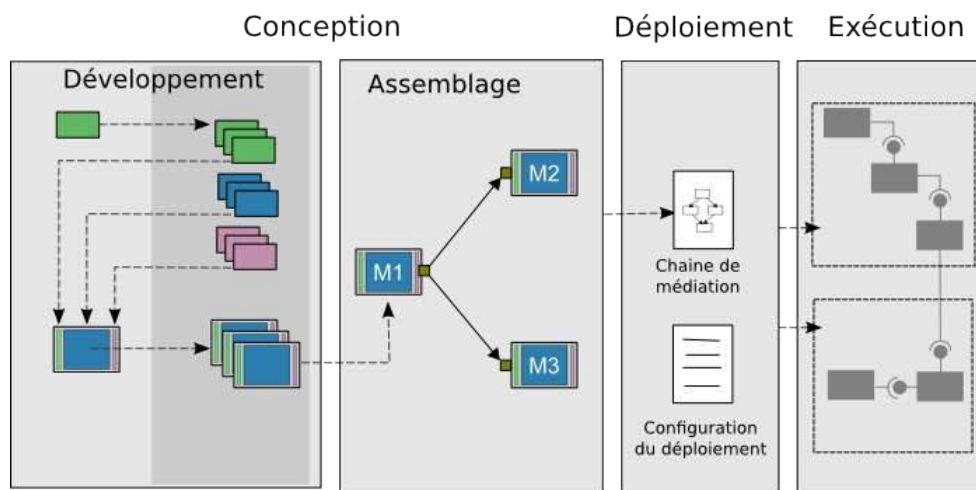 Conception
Déploiement
Exécution
Développement
Assemblage
M1
M2
M3
Chaine de
médiation
Configuration
du déploiement